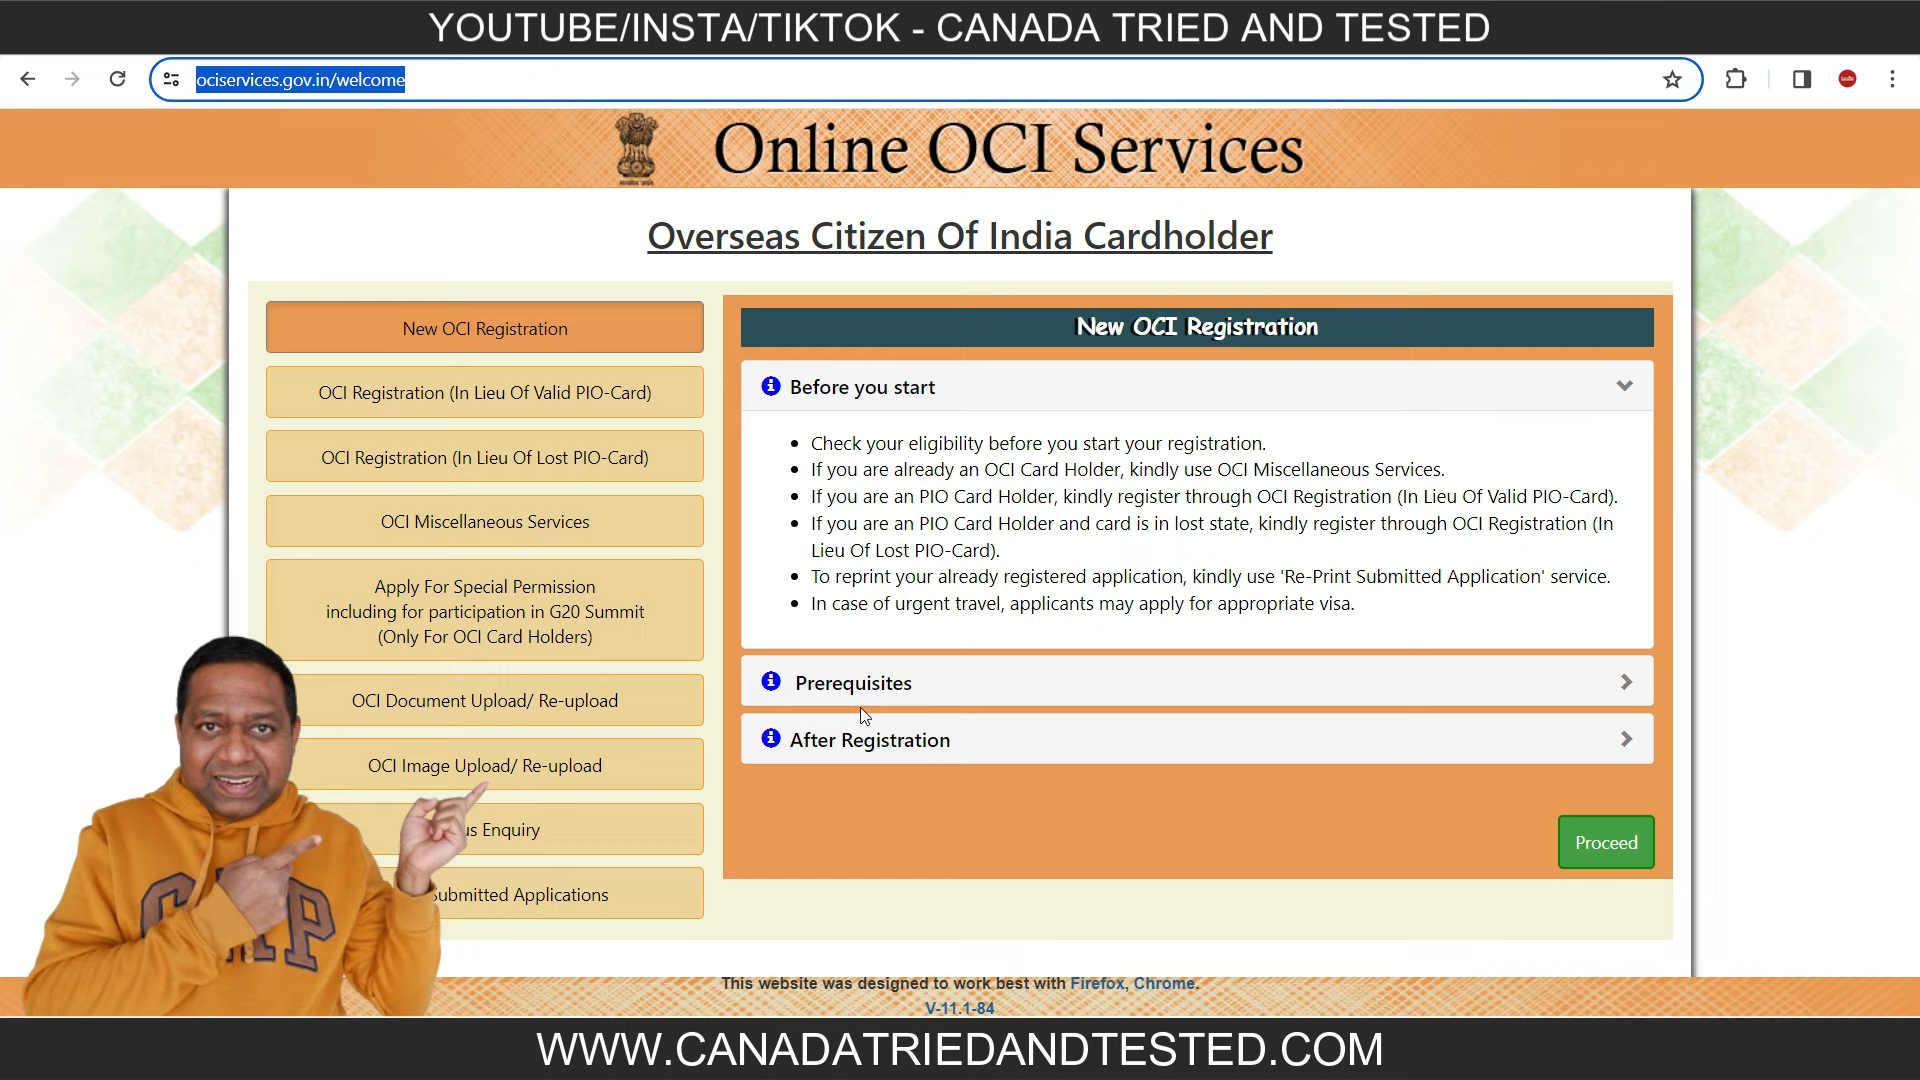 YOUTUBE/INSTA/TIKTOK - CANADA TRIED AND TESTED
ociservices.gov.in/welcome
Online OCI Services
Overseas Citizen Of India Cardholder
New OCI Registration
OCI Registration (In Lieu Of Valid PIO-Card)
OCI Registration (In Lieu Of Lost PIO-Card)
OCI Miscellaneous Services
Apply For Special Permission
including for participation in G20 Summit
(Only For OCI Card Holders)
OCI Document Upload/ Re-upload
OCI Image Upload/ Re-upload
Enquiry
Submitted Applications
New OCI Registration
Before you start
• Check your eligibility before you start your registration.
• If you are already an OCI Card Holder, kindly use OCI Miscellaneous Services.
• If you are an PIO Card Holder, kindly register through OCI Registration (In Lieu Of Valid PIO-Card).
• If you are an PIO Card Holder and card is in lost state, kindly register through OCI Registration (In
Lieu Of Lost PIO-Card).
• To reprint your already registered application, kindly use 'Re-Print Submitted Application' service.
• In case of urgent travel, applicants may apply for appropriate visa.
Prerequisites
After Registration
Proceed
This website was designed to work best with Firefox, Chrome.
V-11.1-84
WWW.CANADATRIEDANDTESTED.COM